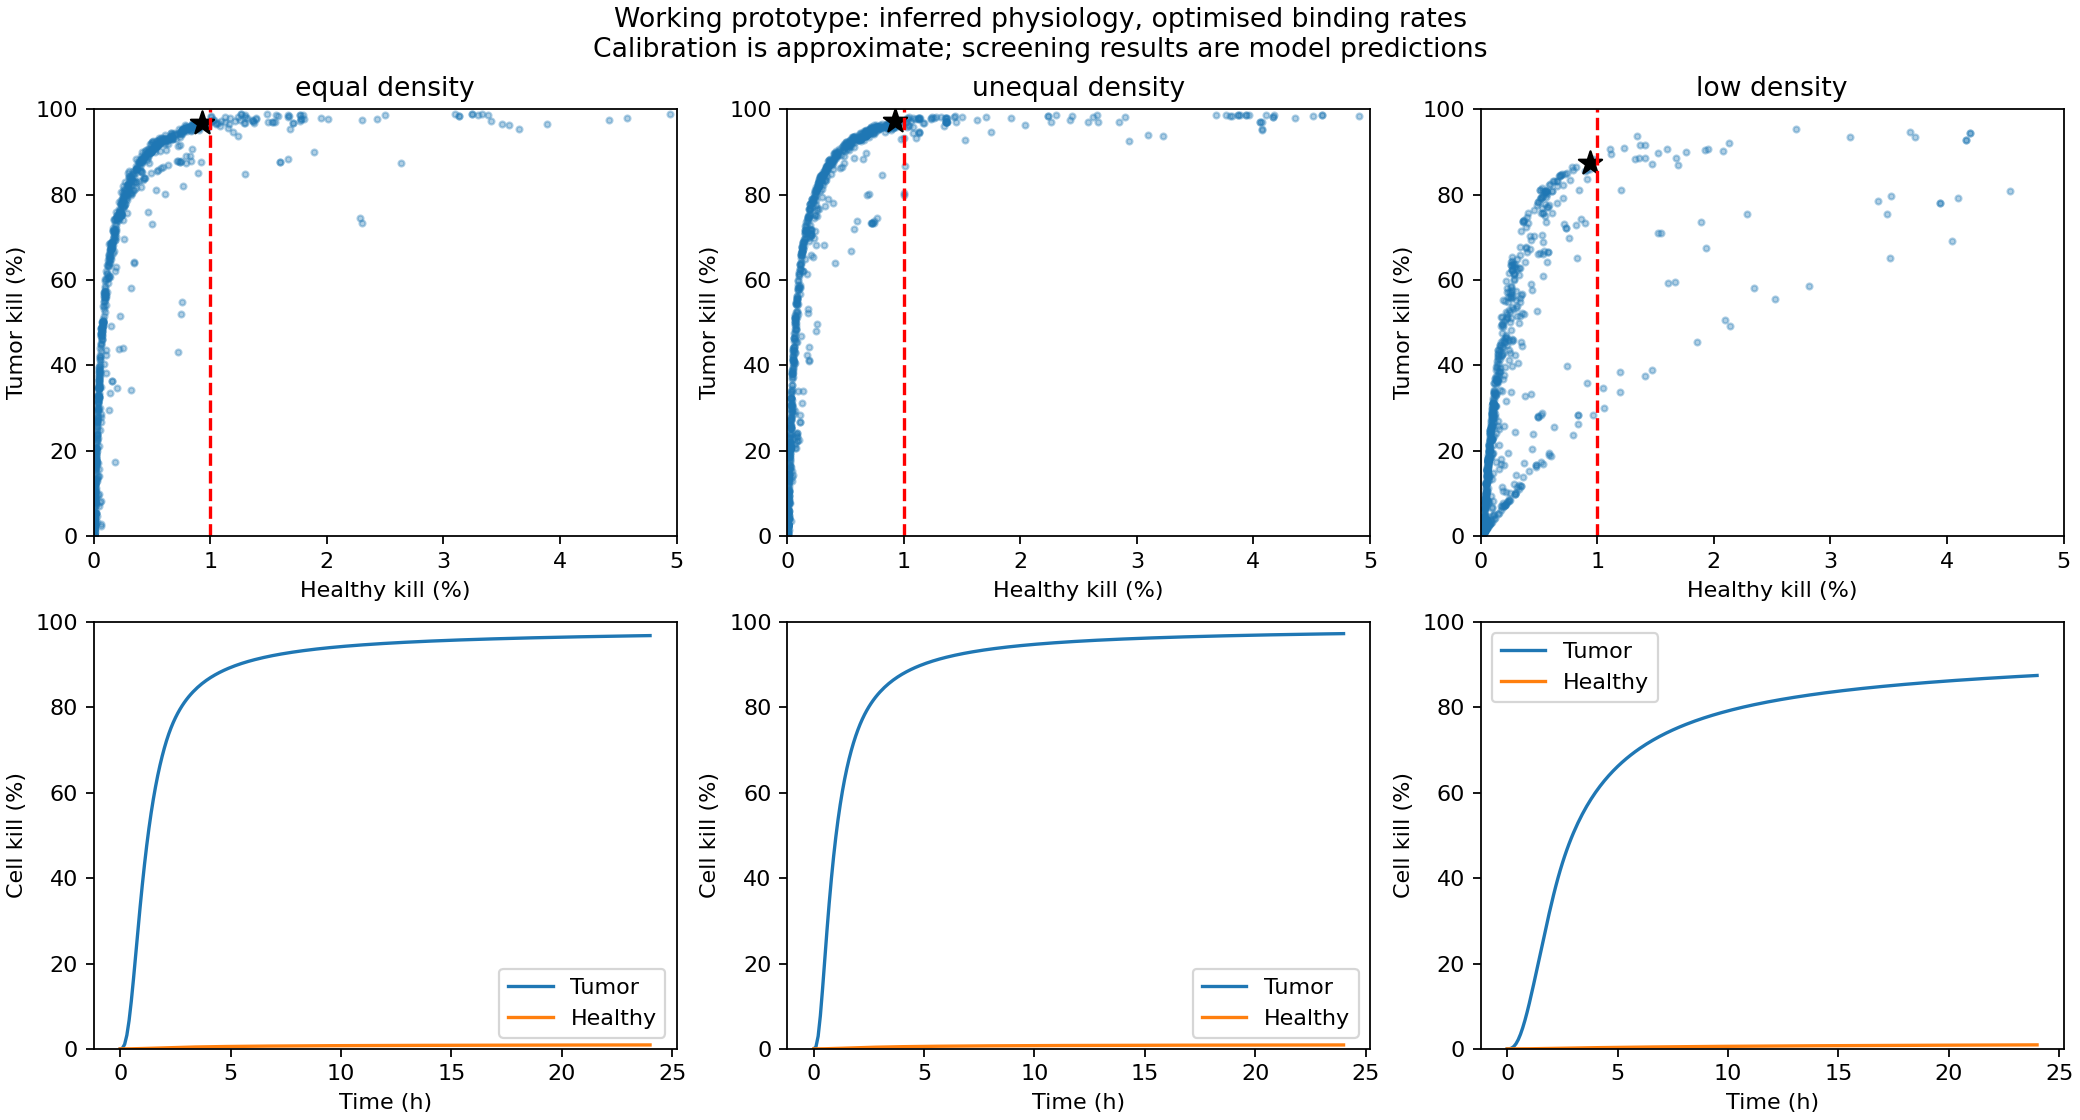 Working prototype: inferred physiology, optimised binding rates
Calibration is approximate; screening results are model predictions
equal density
100
80
60
40
20
0
Tumor kill (%)
0 1 2 3 4 5
Healthy kill (%)
unequal density
100
80
60
40
20
0
Tumor kill (%)
0 1 2 3 4 5
Healthy kill (%)
low density
100
80
60
40
20
0
Tumor kill (%)
0 1 2 3 4 5
Healthy kill (%)
100
80
60
40
20
0
Cell kill (%)
Tumor
Healthy
0 5 10 15 20 25
Time (h)
100
80
60
40
20
0
Cell kill (%)
Tumor
Healthy
0 5 10 15 20 25
Time (h)
100
80
60
40
20
0
Cell kill (%)
Tumor
Healthy
0 5 10 15 20 25
Time (h)